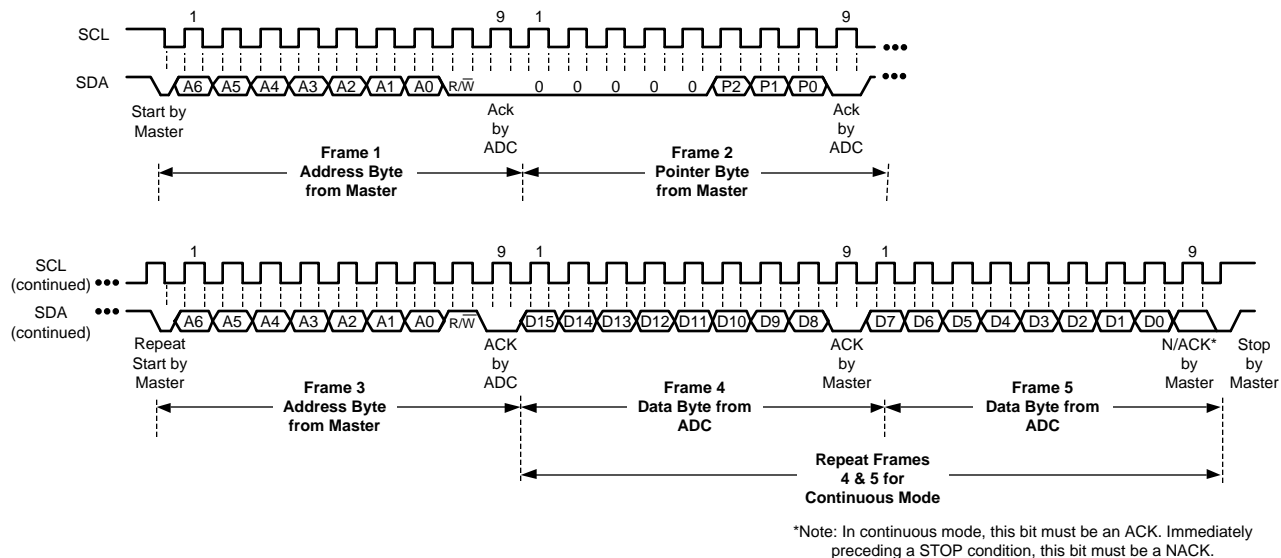 1 9 1 9
SCL
SDA A6 A5 A4 A3 A2 A1 A0 R/W̅ 0 0 0 0 0 P2 P1 P0
Start by
Master
Ack
by
ADC
Ack
by
ADC
Frame 1
Address Byte
from Master
Frame 2
Pointer Byte
from Master
1 9 1 9 1 9
SCL
(continued)
SDA
(continued)
A6 A5 A4 A3 A2 A1 A0 R/W̅ D15 D14 D13 D12 D11 D10 D9 D8 D7 D6 D5 D4 D3 D2 D1 D0
Repeat
Start by
Master
ACK
by
ADC
ACK
by
Master
N/ACK*
by
Master
Stop
by
Master
Frame 3
Address Byte
from Master
Frame 4
Data Byte from
ADC
Frame 5
Data Byte from
ADC
Repeat Frames
4 & 5 for
Continuous Mode
*Note: In continuous mode, this bit must be an ACK. Immediately
preceding a STOP condition, this bit must be a NACK.